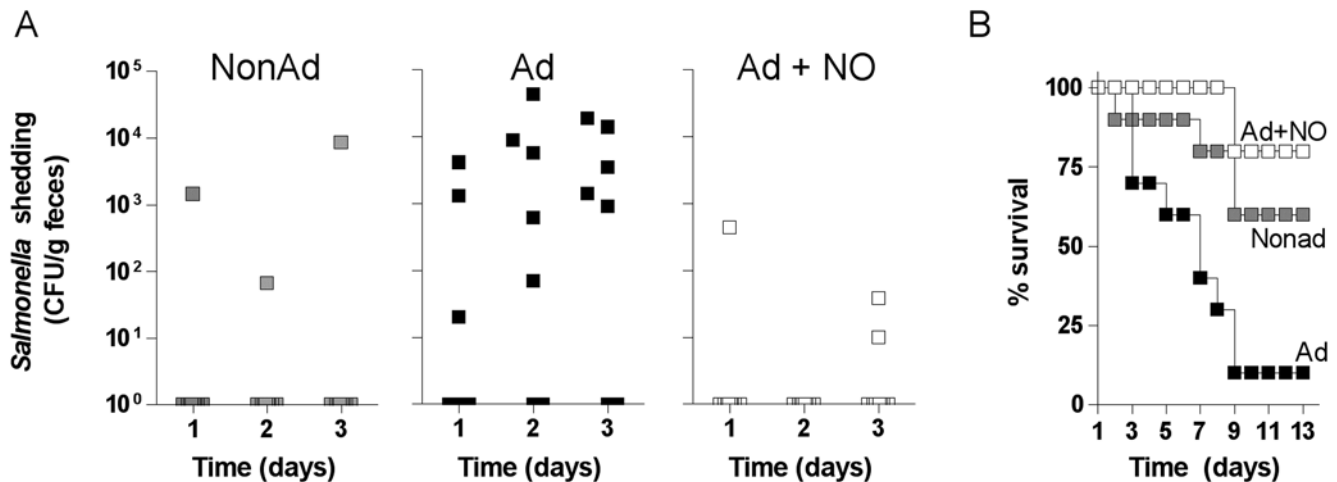 A
B
NonAd
Ad
Ad + NO
Salmonella shedding
(CFU/g feces)
10⁵
10⁴
10³
10²
10¹
10⁰
1 2 3
1 2 3
1 2 3
Time (days)
Time (days)
Time (days)
% survival
100
75
50
25
0
Ad+NO
Nonad
Ad
1 3 5 7 9 11 13
Time (days)